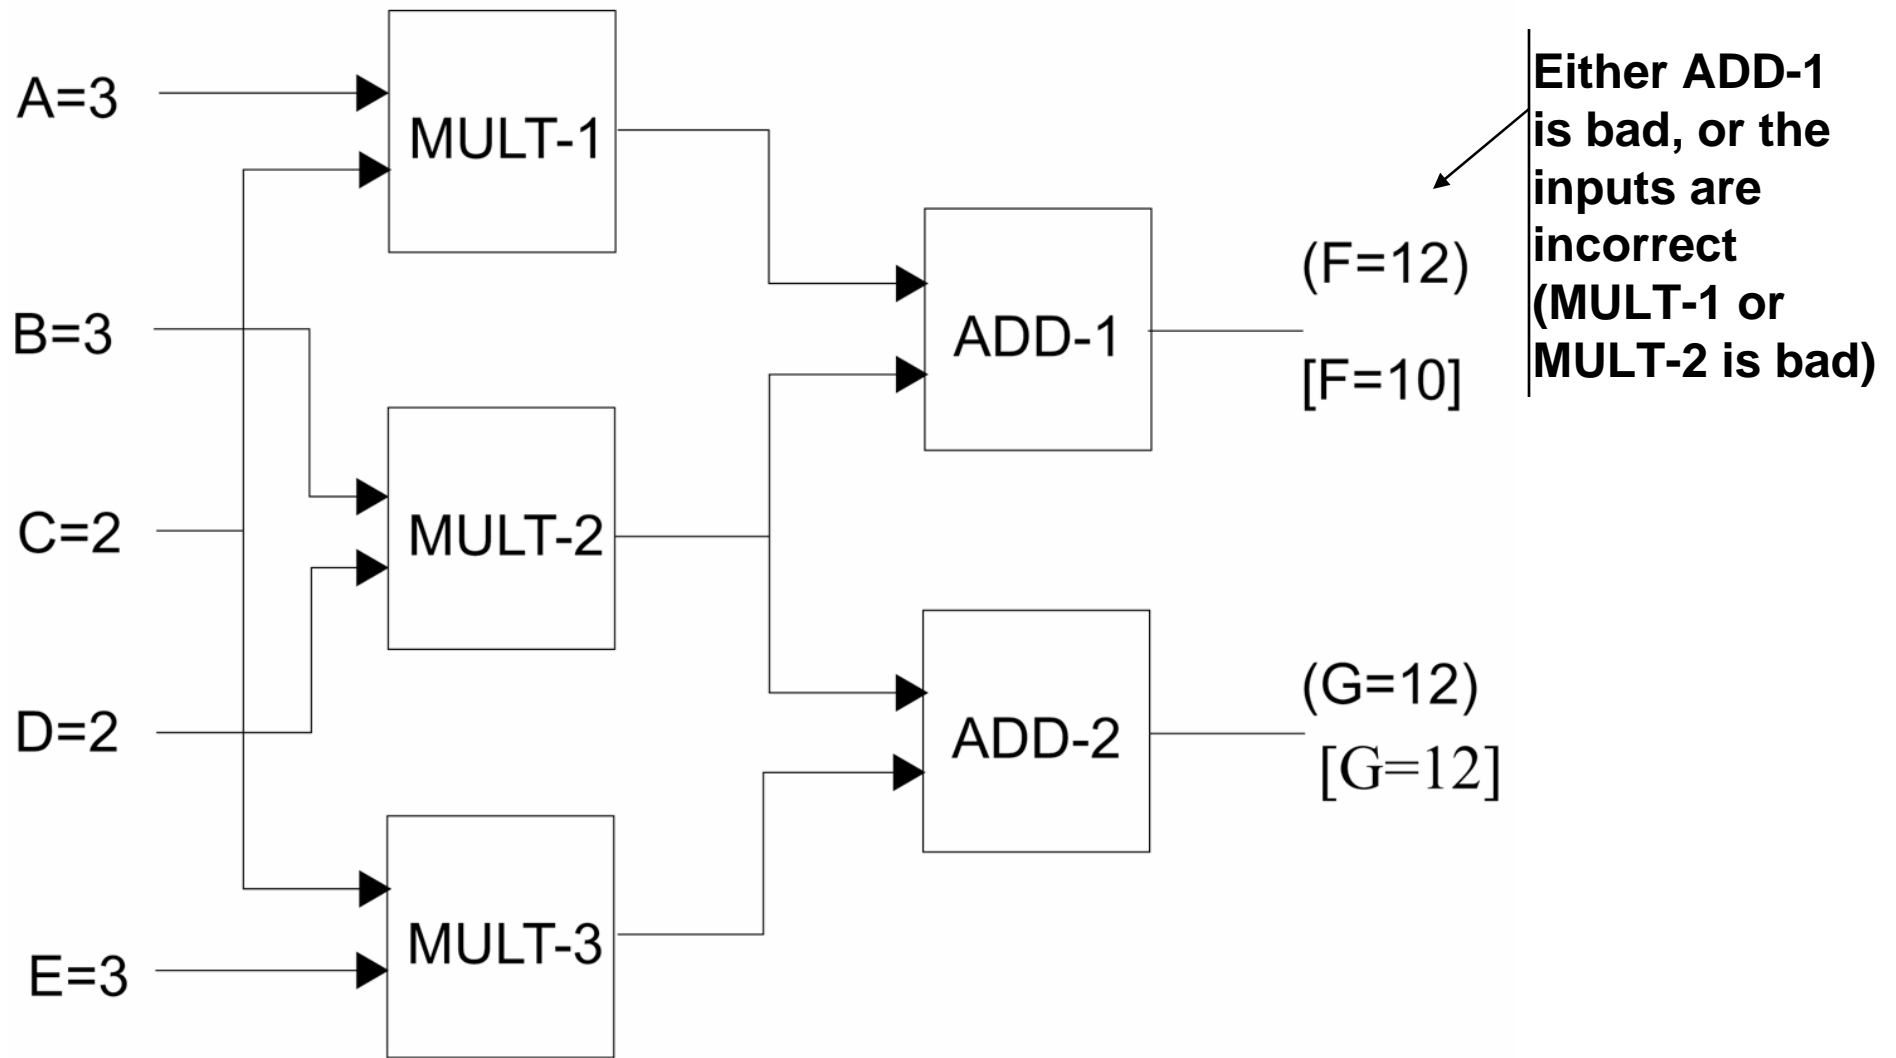 A=3
B=3
C=2
D=2
E=3
MULT-1
MULT-2
MULT-3
ADD-1
ADD-2
(F=12)
[F=10]
(G=12)
[G=12]
Either ADD-1
is bad, or the
inputs are
incorrect
(MULT-1 or
MULT-2 is bad)